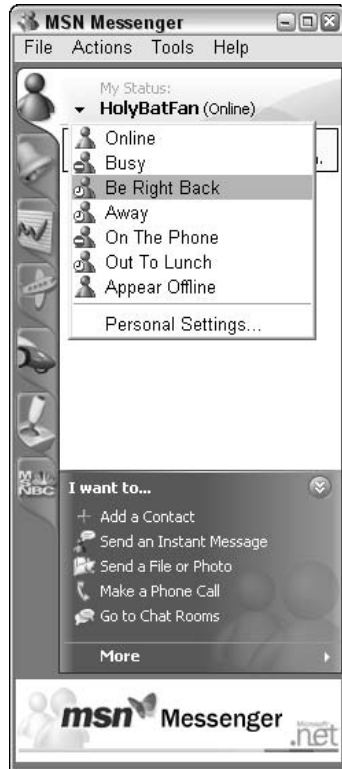 MSN Messenger
File Actions Tools Help
My Status:
HolyBatFan (Online)
Online
Busy
Be Right Back
Away
On The Phone
Out To Lunch
Appear Offline
Personal Settings...
NBC
I want to...
Add a Contact
Send an Instant Message
Send a File or Photo
Make a Phone Call
Go to Chat Rooms
More
msn Messenger
Microsoft
.net